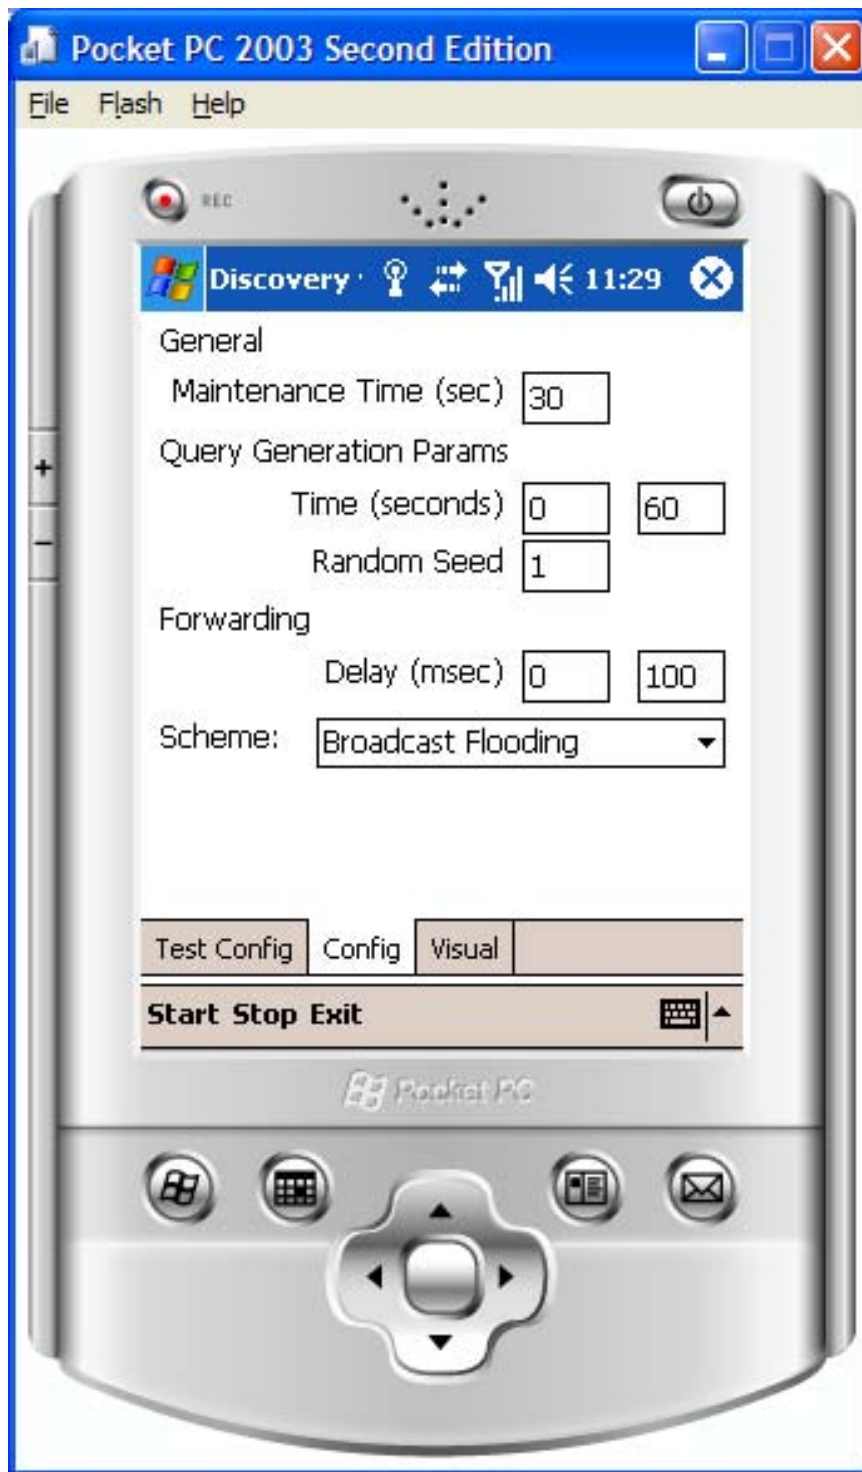 Pocket PC 2003 Second Edition
File Flash Help
REC
Discovery 11:29
General
Maintenance Time (sec) 30
Query Generation Params
Time (seconds) 0 60
Random Seed 1
Forwarding
Delay (msec) 0 100
Scheme: Broadcast Flooding
Test Config Config Visual
Start Stop Exit
Pocket PC
+
−